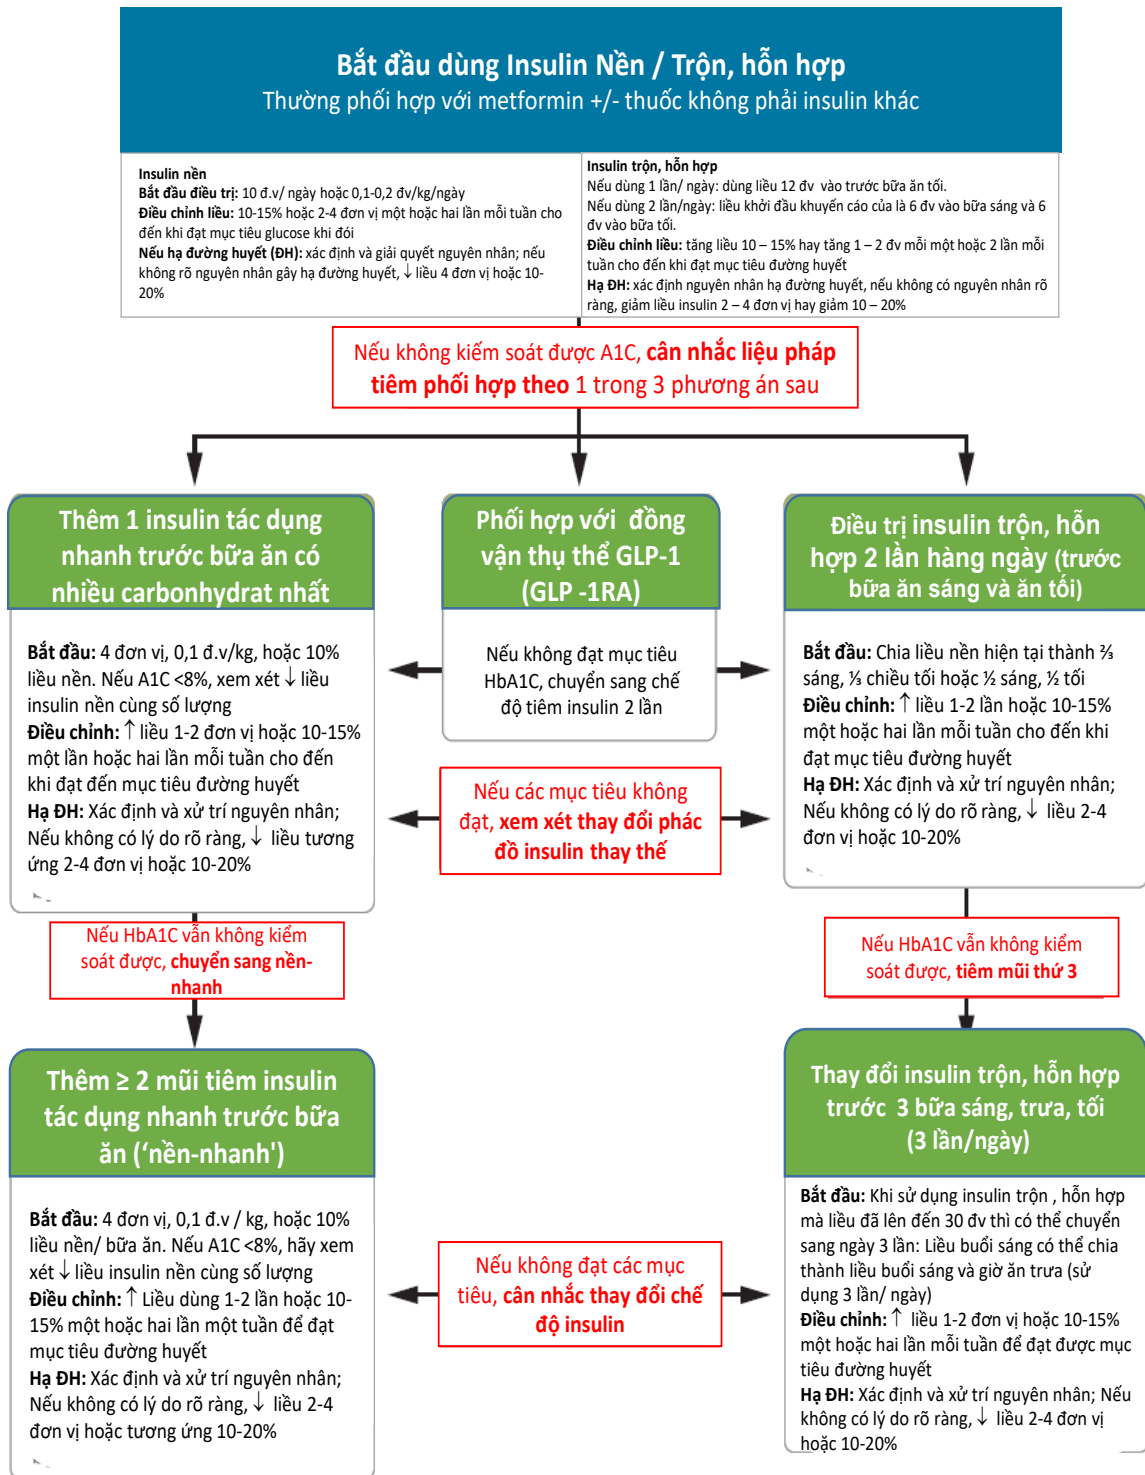 Bắt đầu dùng Insulin Nền / Trộn, hỗn hợp
Thường phối hợp với metformin +/- thuốc không phải insulin khác
Insulin nền
Bắt đầu điều trị: 10 đ.v/ ngày hoặc 0,1-0,2 đv/kg/ngày
Điều chỉnh liều: 10-15% hoặc 2-4 đơn vị một hoặc hai lần mỗi tuần cho
đến khi đạt mục tiêu glucose khi đói
Nếu hạ đường huyết (ĐH): xác định và giải quyết nguyên nhân; nếu
không rõ nguyên nhân gây hạ đường huyết, ↓ liều 4 đơn vị hoặc 10-
20%
Insulin trộn, hỗn hợp
Nếu dùng 1 lần/ ngày: dùng liều 12 đv vào trước bữa ăn tối.
Nếu dùng 2 lần/ngày: liều khởi đầu khuyến cáo của là 6 đv vào bữa sáng và 6
đv vào bữa tối.
Điều chỉnh liều: tăng liều 10 – 15% hay tăng 1 – 2 đv mỗi một hoặc 2 lần mỗi
tuần cho đến khi đạt mục tiêu đường huyết
Hạ ĐH: xác định nguyên nhân hạ đường huyết, nếu không có nguyên nhân rõ
ràng, giảm liều insulin 2 – 4 đơn vị hay giảm 10 – 20%
Nếu không kiểm soát được A1C, cân nhắc liệu pháp
tiêm phối hợp theo 1 trong 3 phương án sau
Thêm 1 insulin tác dụng
nhanh trước bữa ăn có
nhiều carbonhydrat nhất
Bắt đầu: 4 đơn vị, 0,1 đ.v/kg, hoặc 10%
liều nền. Nếu A1C <8%, xem xét ↓ liều
insulin nền cùng số lượng
Điều chỉnh: ↑ liều 1-2 đơn vị hoặc 10-15%
một lần hoặc hai lần mỗi tuần cho đến
khi đạt đến mục tiêu đường huyết
Hạ ĐH: Xác định và xử trí nguyên nhân;
Nếu không có lý do rõ ràng, ↓ liều tương
ứng 2-4 đơn vị hoặc 10-20%
Phối hợp với đồng
vận thụ thể GLP-1
(GLP -1RA)
Nếu không đạt mục tiêu
HbA1C, chuyển sang chế
độ tiêm insulin 2 lần
Điều trị insulin trộn, hỗn
hợp 2 lần hàng ngày (trước
bữa ăn sáng và ăn tối)
Bắt đầu: Chia liều nền hiện tại thành ⅔
sáng, ⅓ chiều tối hoặc ½ sáng, ½ tối
Điều chỉnh: ↑ liều 1-2 lần hoặc 10-15%
một hoặc hai lần mỗi tuần cho đến khi
đạt mục tiêu đường huyết
Hạ ĐH: Xác định và xử trí nguyên nhân;
Nếu không có lý do rõ ràng, ↓ liều 2-4
đơn vị hoặc 10-20%
Nếu các mục tiêu không
đạt, xem xét thay đổi phác
đồ insulin thay thế
Nếu HbA1C vẫn không kiểm
soát được, chuyển sang nền-
nhanh
Nếu HbA1C vẫn không kiểm
soát được, tiêm mũi thứ 3
Thêm ≥ 2 mũi tiêm insulin
tác dụng nhanh trước bữa
ăn (‘nền-nhanh')
Bắt đầu: 4 đơn vị, 0,1 đ.v / kg, hoặc 10%
liều nền/ bữa ăn. Nếu A1C <8%, hãy xem
xét ↓ liều insulin nền cùng số lượng
Điều chỉnh: ↑ Liều dùng 1-2 lần hoặc 10-
15% một hoặc hai lần một tuần để đạt
mục tiêu đường huyết
Hạ ĐH: Xác định và xử trí nguyên nhân;
Nếu không có lý do rõ ràng, ↓ liều 2-4
đơn vị hoặc tương ứng 10-20%
Nếu không đạt các mục
tiêu, cân nhắc thay đổi chế
độ insulin
Thay đổi insulin trộn, hỗn hợp
trước 3 bữa sáng, trưa, tối
(3 lần/ngày)
Bắt đầu: Khi sử dụng insulin trộn , hỗn hợp
mà liều đã lên đến 30 đv thì có thể chuyển
sang ngày 3 lần: Liều buổi sáng có thể chia
thành liều buổi sáng và giờ ăn trưa (sử
dụng 3 lần/ ngày)
Điều chỉnh: ↑ liều 1-2 đơn vị hoặc 10-15%
một hoặc hai lần mỗi tuần để đạt được mục
tiêu đường huyết
Hạ ĐH: Xác định và xử trí nguyên nhân; Nếu
không có lý do rõ ràng, ↓ liều 2-4 đơn vị
hoặc 10-20%